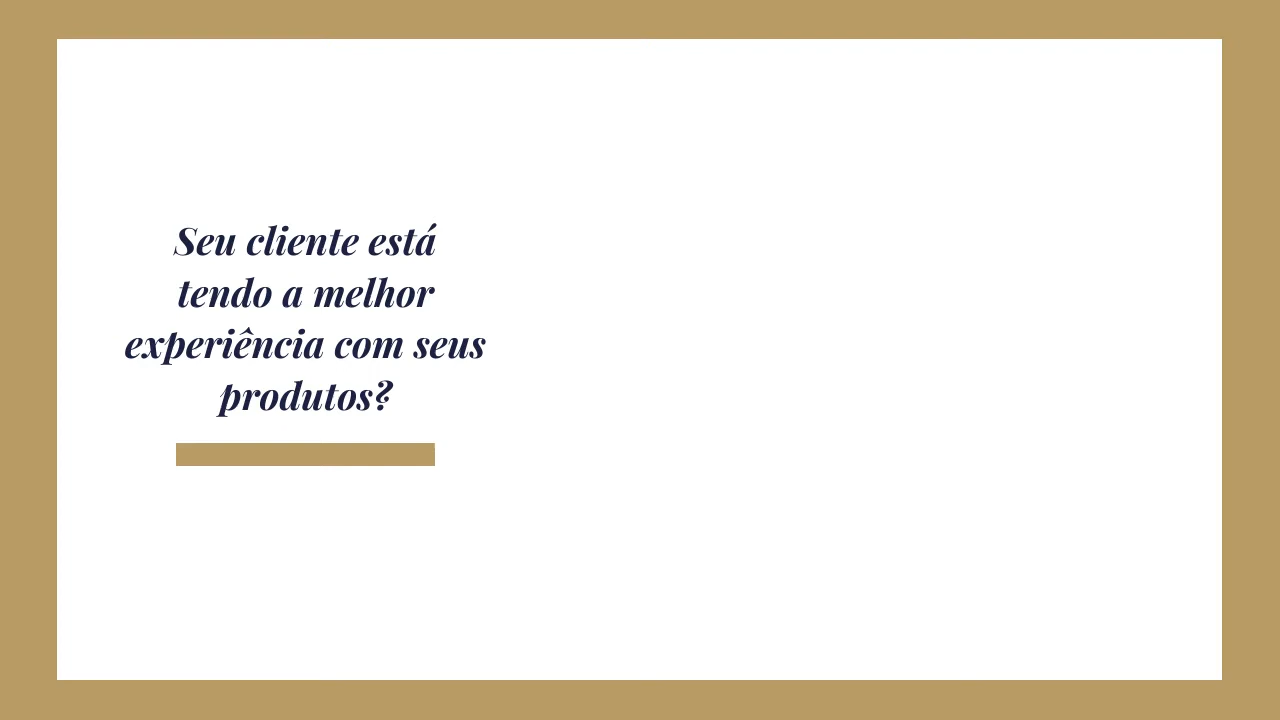 Seu cliente está
tendo a melhor
experiência com seus
produtos?